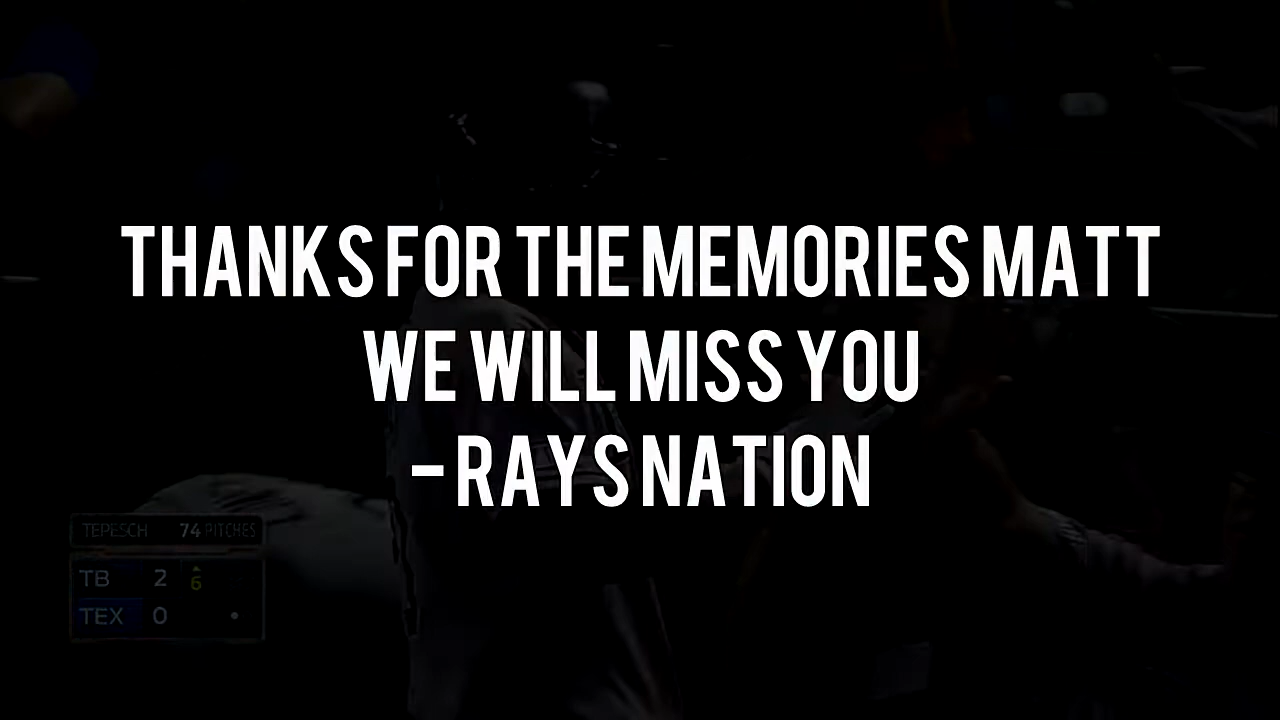 THANKS FOR THE MEMORIES MATT
WE WILL MISS YOU
- RAYS NATION
TEPESCH 74 PITCHES
TB 2 6
TEX 0